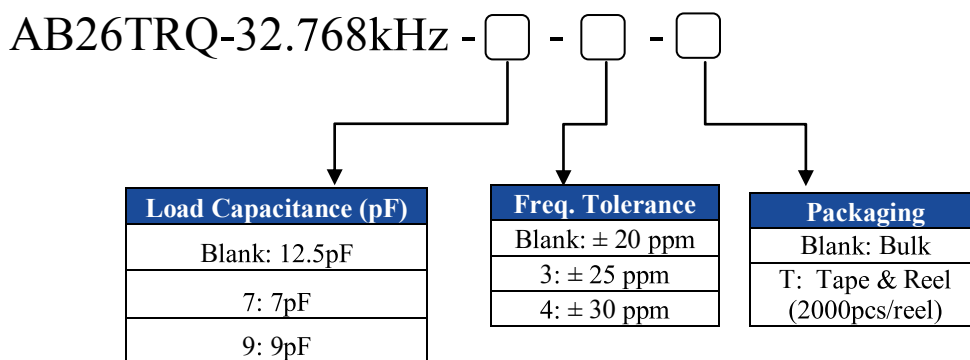 AB26TRQ-32.768kHz - - -
Load Capacitance (pF)
Blank: 12.5pF
7: 7pF
9: 9pF
Freq. Tolerance
Blank: ± 20 ppm
3: ± 25 ppm
4: ± 30 ppm
Packaging
Blank: Bulk
T: Tape & Reel
(2000pcs/reel)